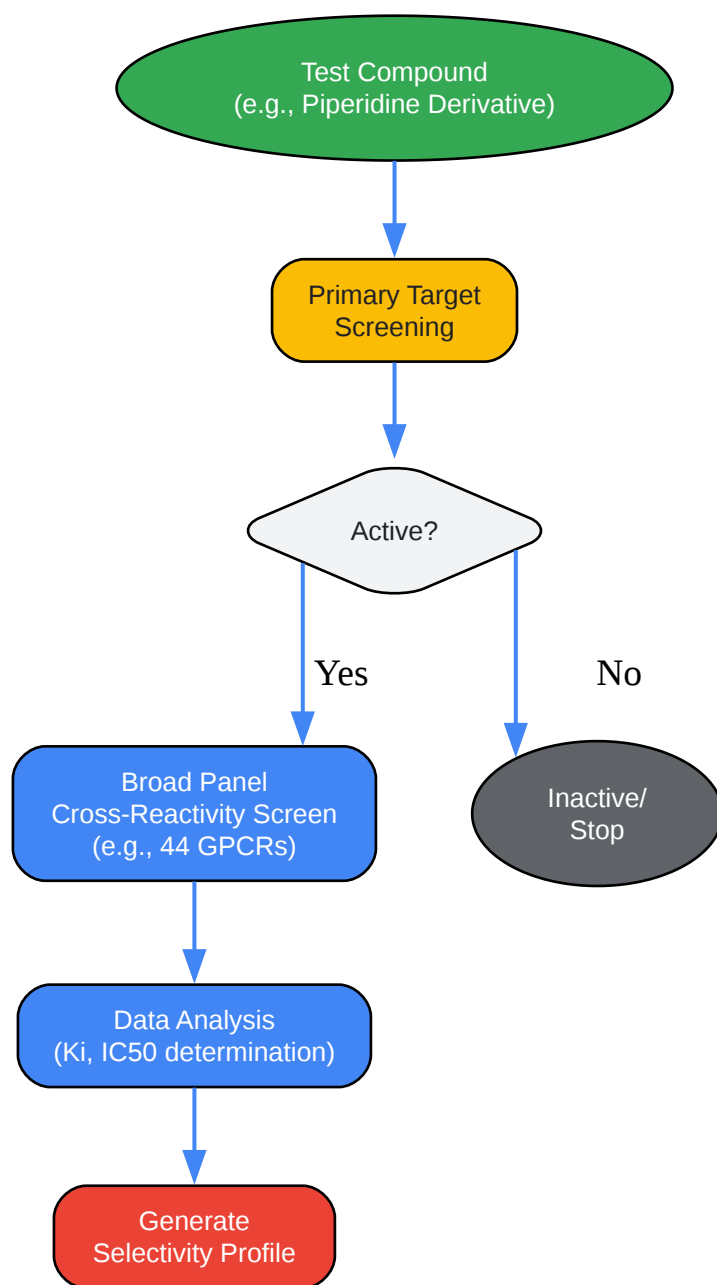 Test Compound
(e.g., Piperidine Derivative)
Primary Target
Screening
Active?
Yes
No
Broad Panel
Cross-Reactivity Screen
(e.g., 44 GPCRs)
Inactive/
Stop
Data Analysis
(Ki, IC50 determination)
Generate
Selectivity Profile